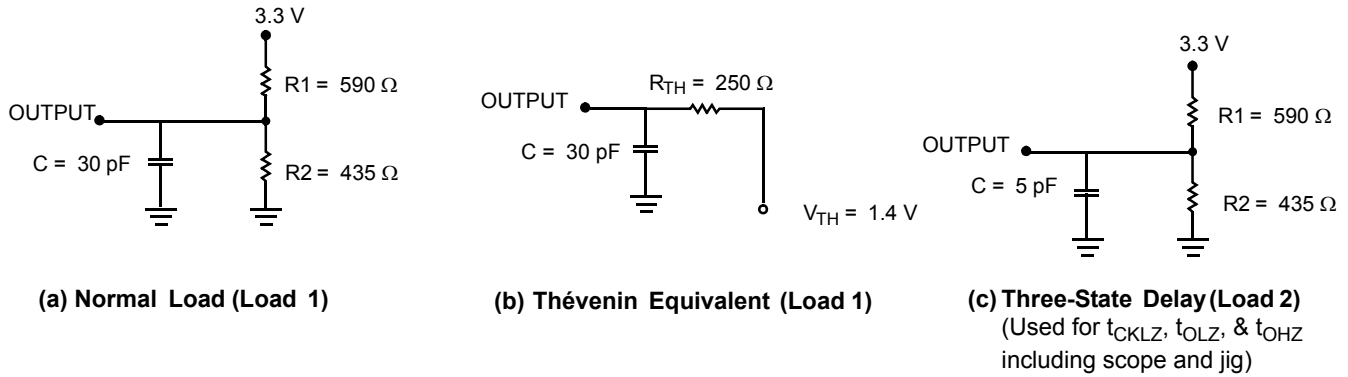 3.3 V
R1 = 590 Ω
OUTPUT
C = 30 pF
R2 = 435 Ω
(a) Normal Load (Load 1)
R_TH = 250 Ω
OUTPUT
C = 30 pF
V_TH = 1.4 V
(b) Thévenin Equivalent (Load 1)
3.3 V
R1 = 590 Ω
OUTPUT
C = 5 pF
R2 = 435 Ω
(c) Three-State Delay (Load 2)
(Used for t_CKLZ, t_OLZ, & t_OHZ
including scope and jig)